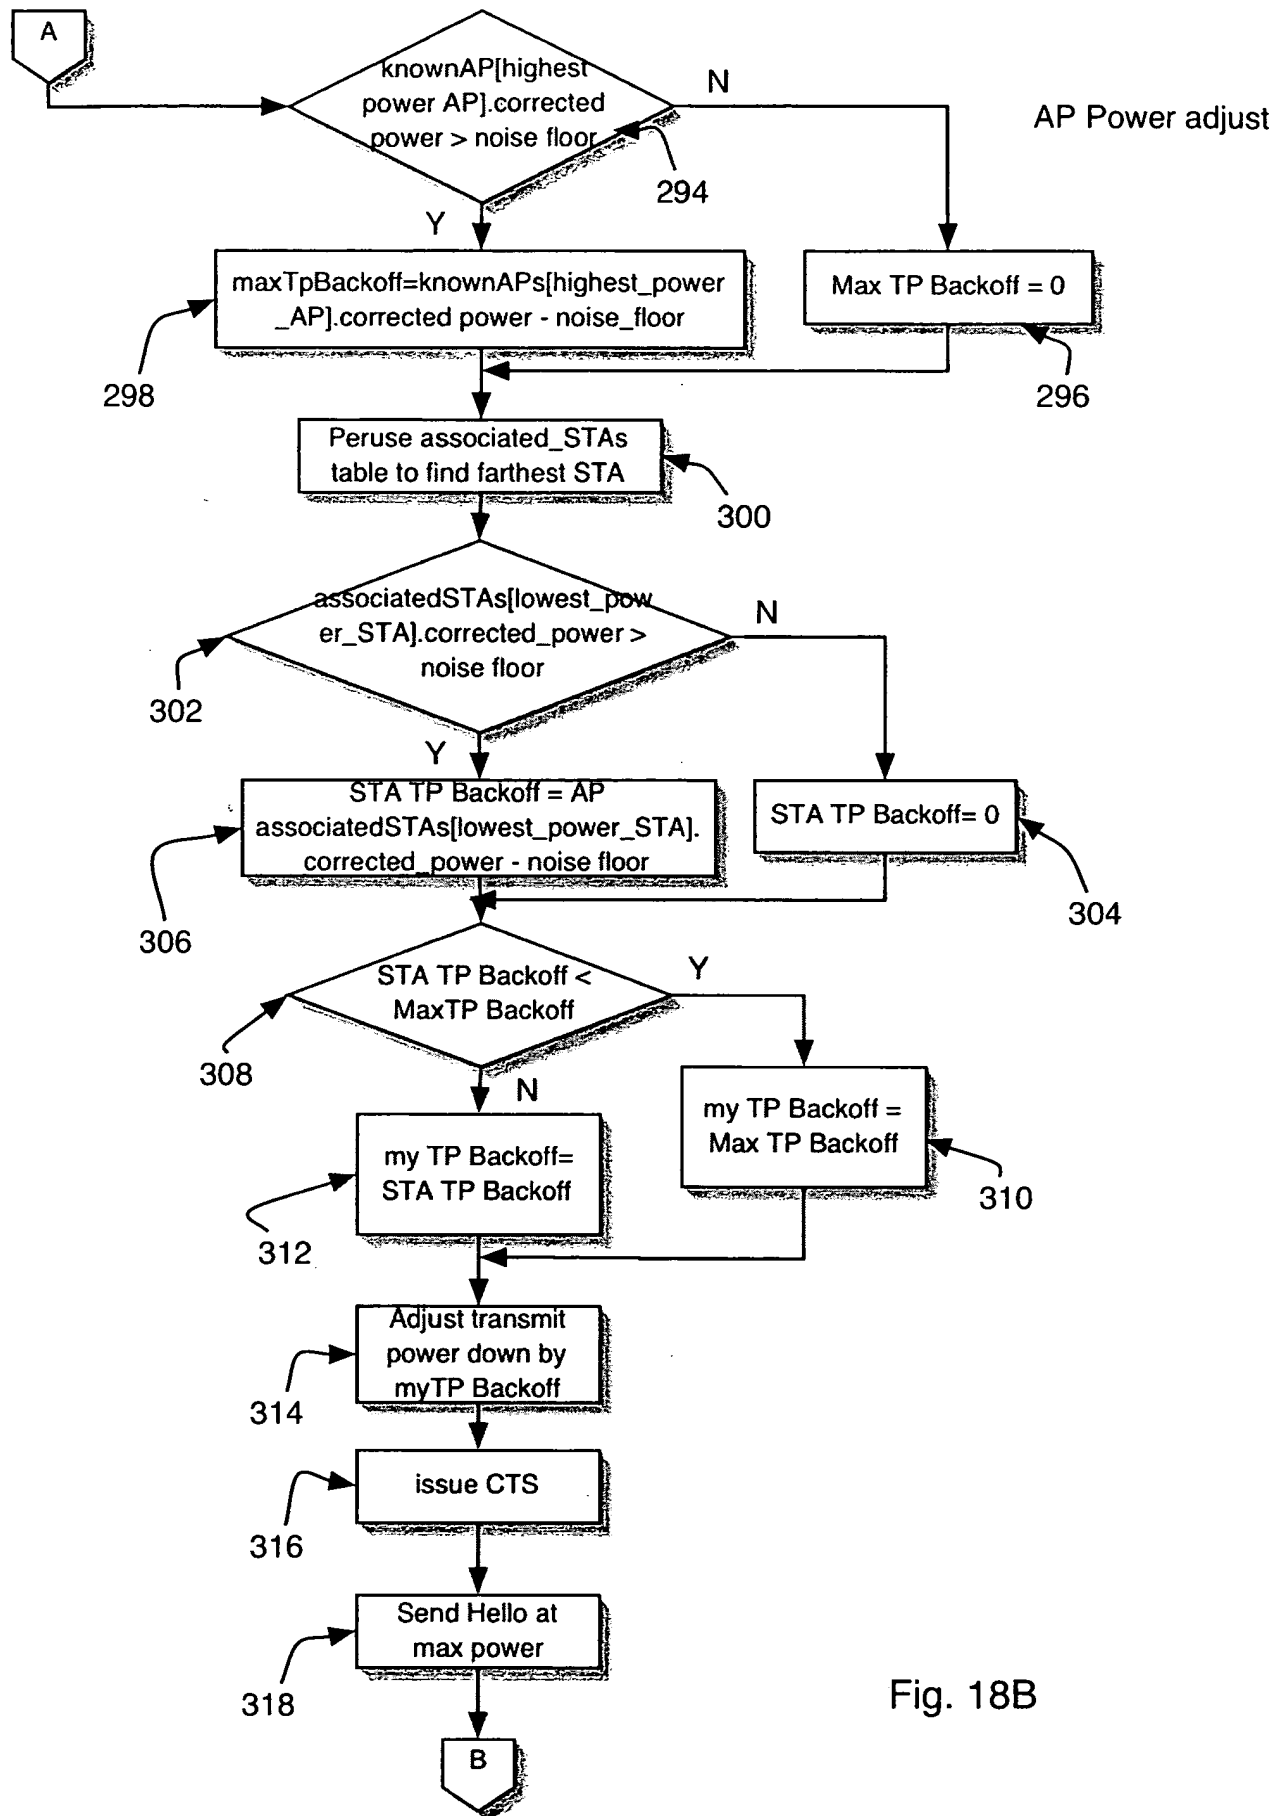 A
knownAP[highest
power AP].corrected
power > noise floor
N
AP Power adjust
294
Y
maxTpBackoff=knownAPs[highest_power
_AP].corrected power - noise_floor
Max TP Backoff = 0
298
296
Peruse associated_STAs
table to find farthest STA
300
associatedSTAs[lowest_pow
er_STA].corrected_power >
noise floor
N
302
Y
STA TP Backoff = AP
associatedSTAs[lowest_power_STA].
corrected_power - noise floor
STA TP Backoff= 0
306
304
STA TP Backoff <
MaxTP Backoff
Y
308
N
my TP Backoff =
Max TP Backoff
my TP Backoff=
STA TP Backoff
310
312
Adjust transmit
power down by
myTP Backoff
314
issue CTS
316
Send Hello at
max power
318
Fig. 18B
B